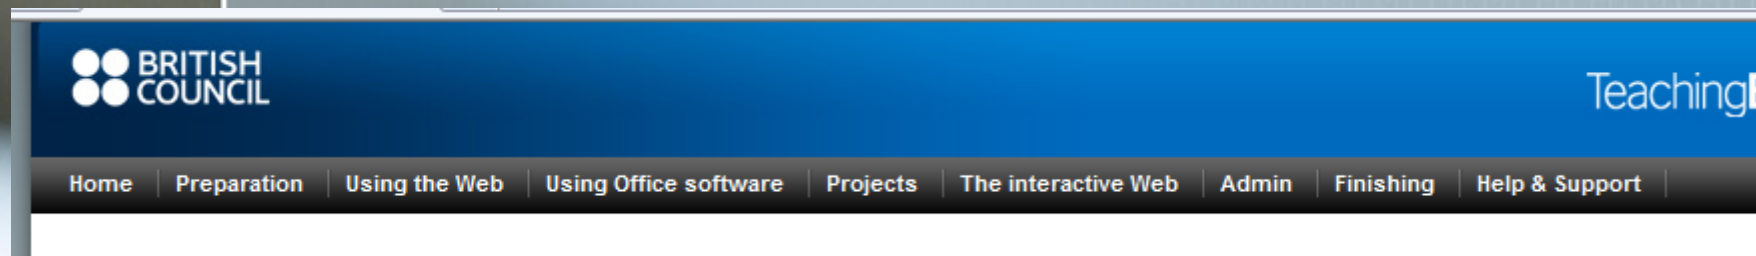 BRITISH
COUNCIL
Teaching
Home Preparation Using the Web Using Office software Projects The interactive Web Admin Finishing Help & Support